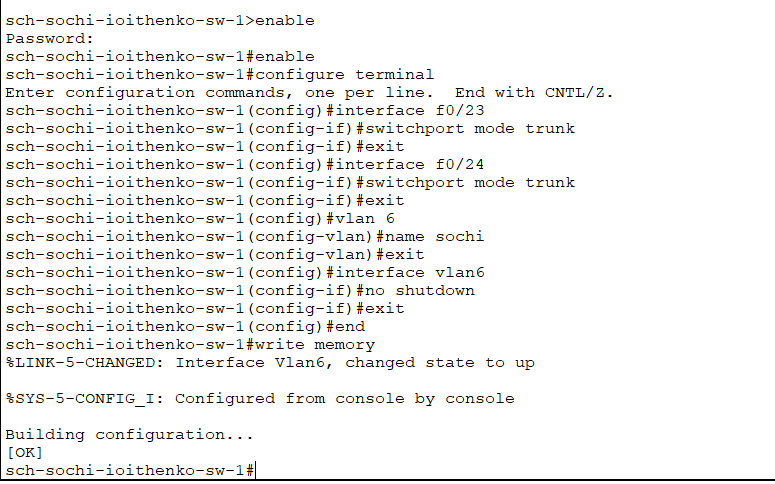 sch-sochi-ioithenko-sw-1>enable
Password:
sch-sochi-ioithenko-sw-1#enable
sch-sochi-ioithenko-sw-1#configure terminal
Enter configuration commands, one per line.  End with CNTL/Z.
sch-sochi-ioithenko-sw-1(config)#interface f0/23
sch-sochi-ioithenko-sw-1(config-if)#switchport mode trunk
sch-sochi-ioithenko-sw-1(config-if)#exit
sch-sochi-ioithenko-sw-1(config)#interface f0/24
sch-sochi-ioithenko-sw-1(config-if)#switchport mode trunk
sch-sochi-ioithenko-sw-1(config-if)#exit
sch-sochi-ioithenko-sw-1(config)#vlan 6
sch-sochi-ioithenko-sw-1(config-vlan)#name sochi
sch-sochi-ioithenko-sw-1(config-vlan)#exit
sch-sochi-ioithenko-sw-1(config)#interface vlan6
sch-sochi-ioithenko-sw-1(config-if)#no shutdown
sch-sochi-ioithenko-sw-1(config-if)#exit
sch-sochi-ioithenko-sw-1(config)#end
sch-sochi-ioithenko-sw-1#write memory
%LINK-5-CHANGED: Interface Vlan6, changed state to up
%SYS-5-CONFIG_I: Configured from console by console
Building configuration...
[OK]
sch-sochi-ioithenko-sw-1#